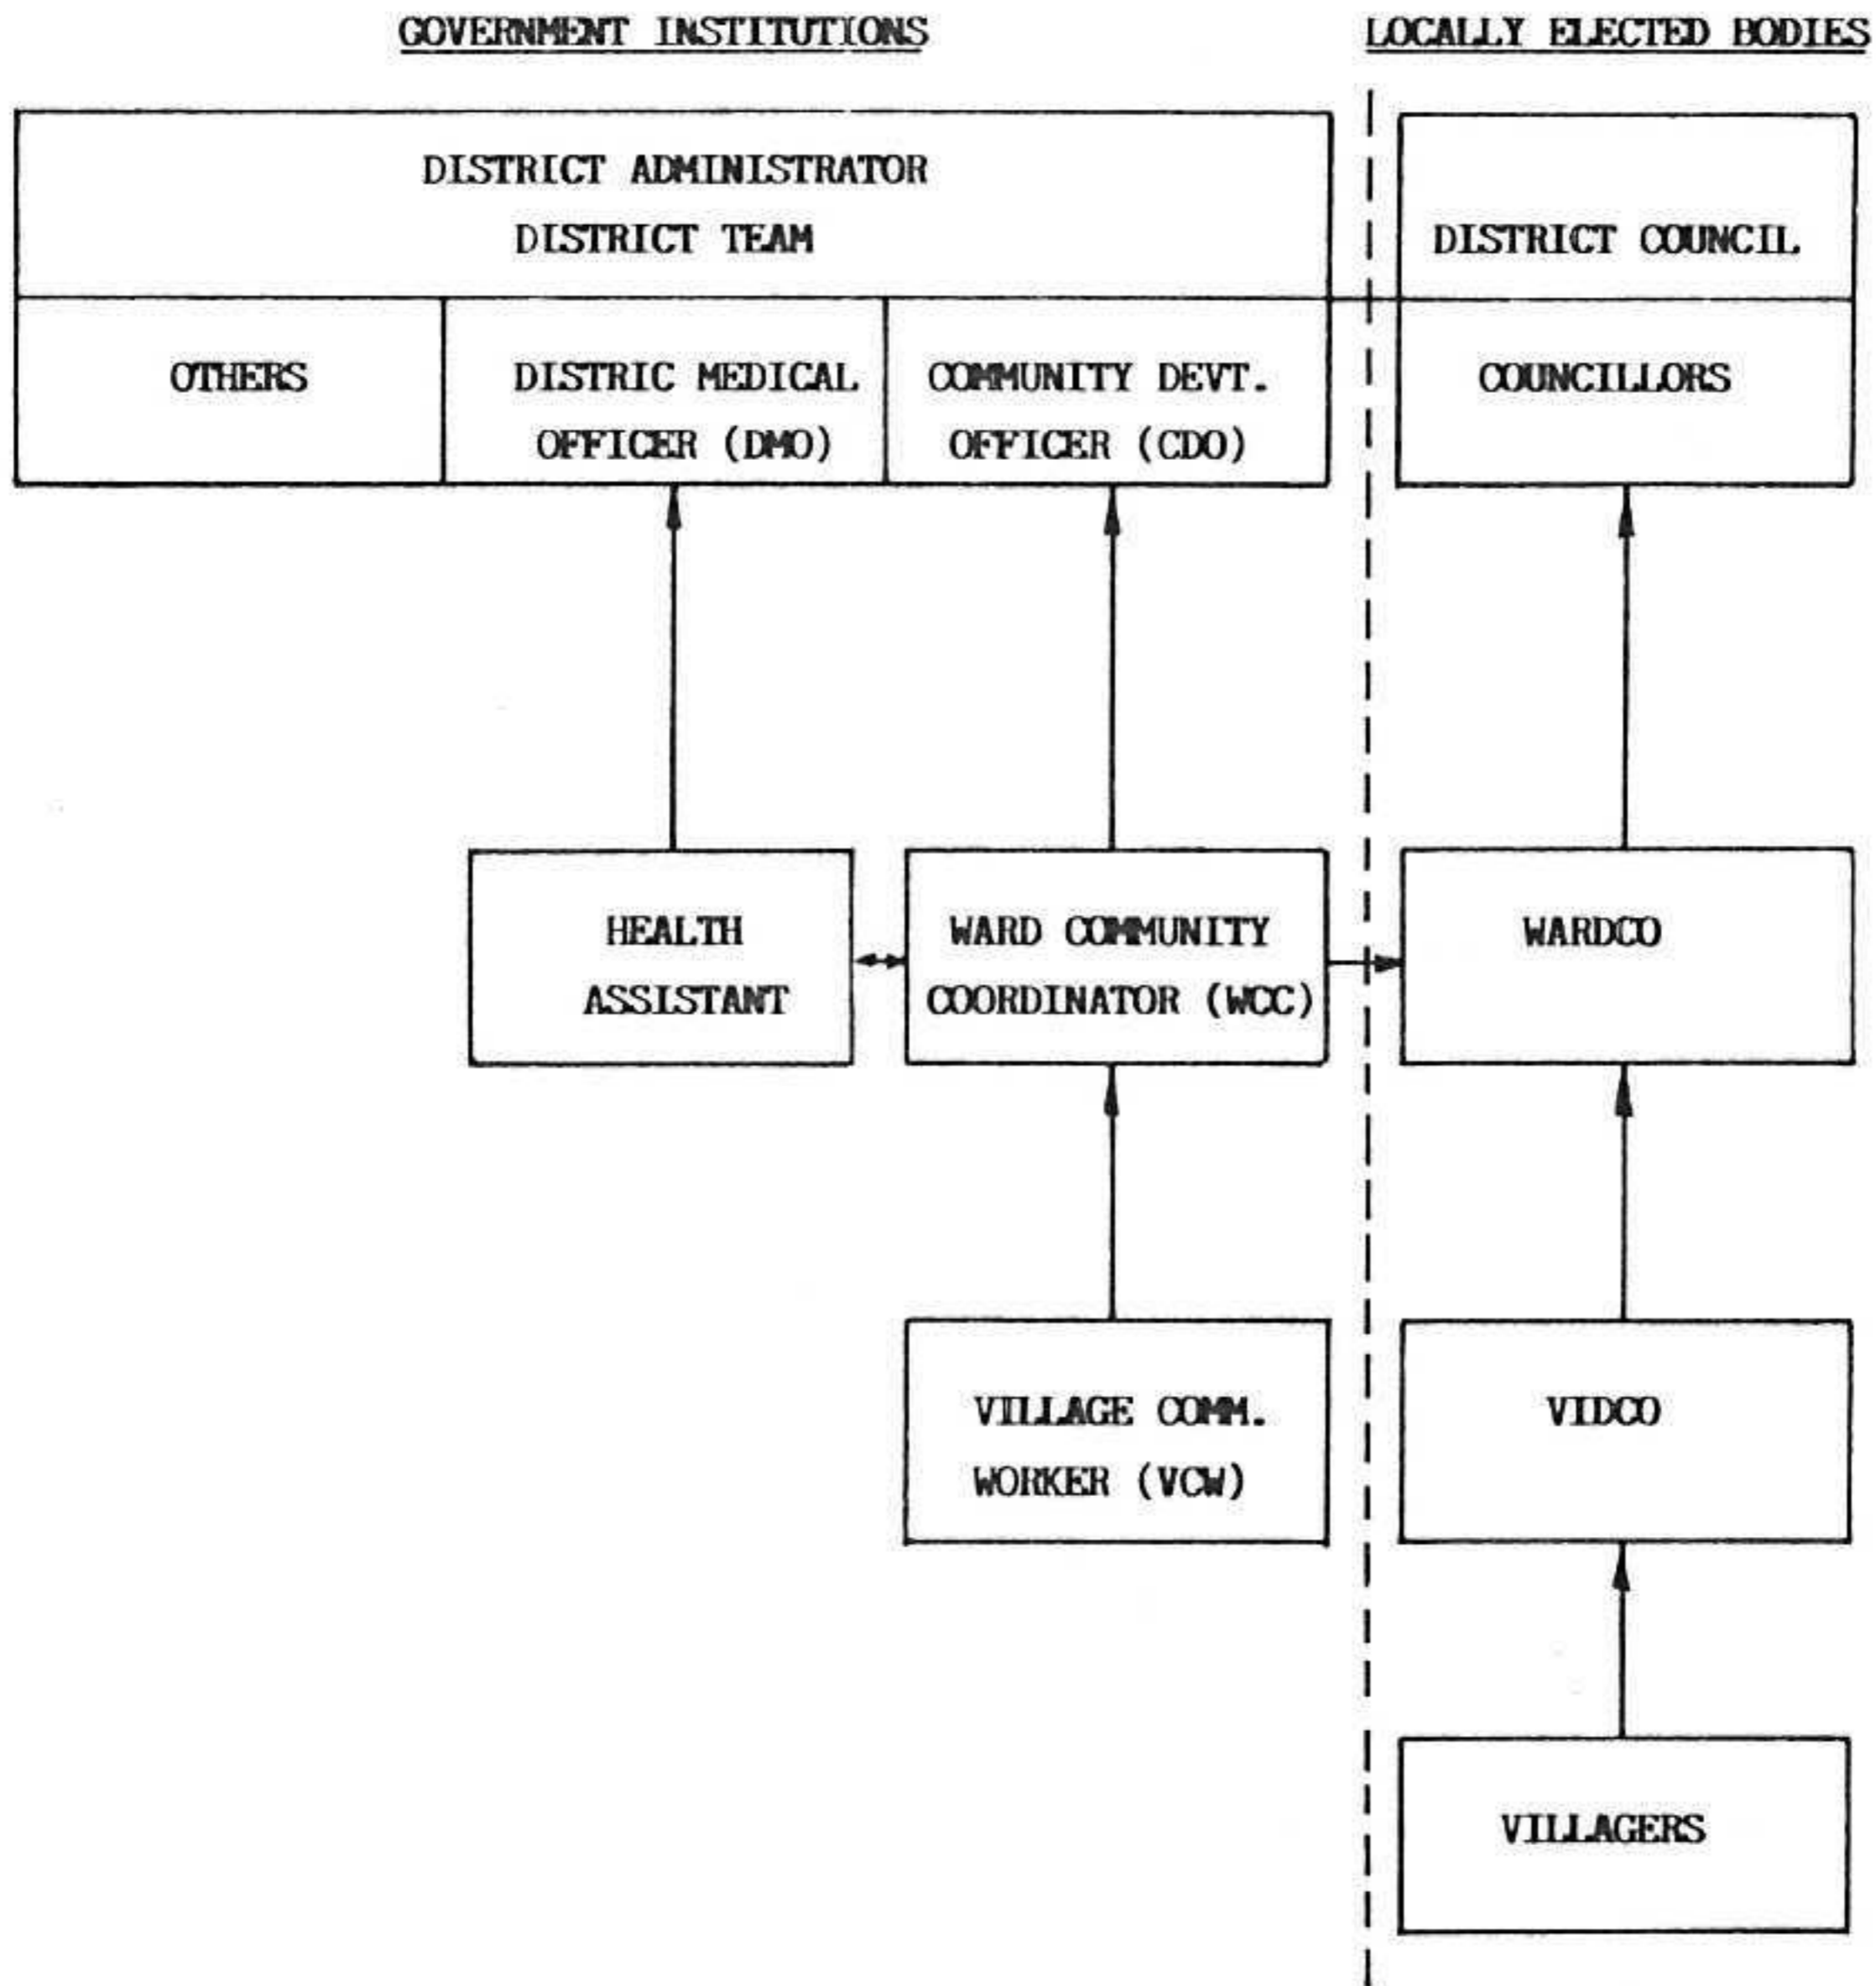 GOVERNMENT INSTITUTIONS
LOCALLY ELECTED BODIES
DISTRICT ADMINISTRATOR
DISTRICT TEAM
DISTRICT COUNCIL
OTHERS
DISTRIC MEDICAL
OFFICER (DMO)
COMMUNITY DEVT.
OFFICER (CDO)
COUNCILLORS
HEALTH
ASSISTANT
WARD COMMUNITY
COORDINATOR (WCC)
WARDCO
VILLAGE COMM.
WORKER (VCW)
VIDCO
VILLAGERS